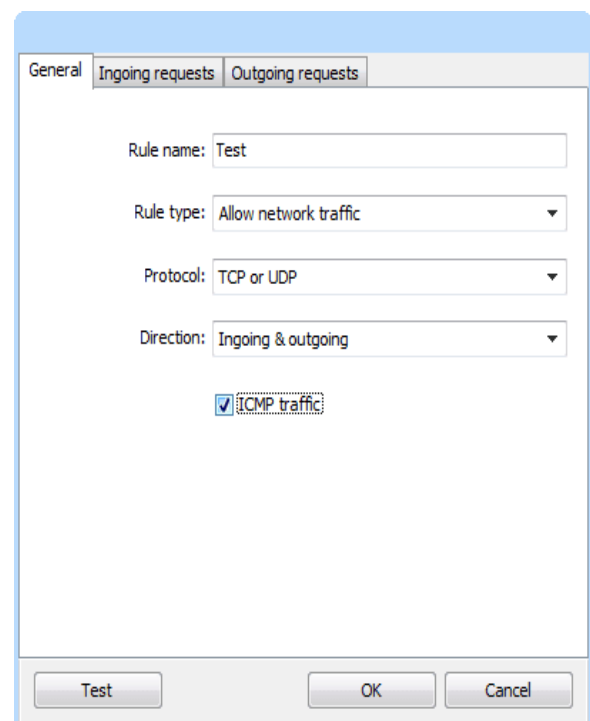 General Ingoing requests Outgoing requests
Rule name: Test
Rule type: Allow network traffic
Protocol: TCP or UDP
Direction: Ingoing & outgoing
ICMP traffic
Test OK Cancel